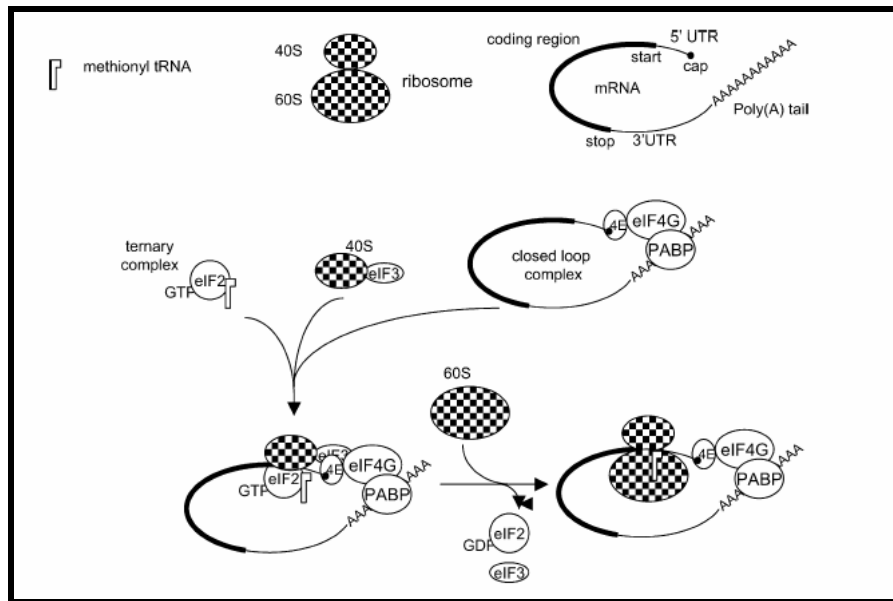 methionyl tRNA
40S
60S
ribosome
coding region
5' UTR
start
cap
mRNA
AAAAAAAAAAA
Poly(A) tail
stop
3'UTR
ternary
complex
eIF2
GTP
40S
eIF3
closed loop
complex
4E
eIF4G
AAA
PABP
AAA
60S
eIF3
4E
eIF4G
AAA
eIF2
GTP
PABP
AAA
4E
eIF4G
AAA
PABP
AAA
eIF2
GDP
eIF3